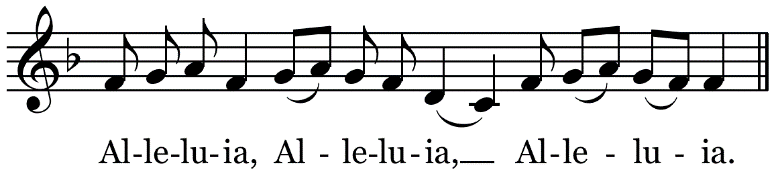 Al-le-lu-ia, Al - le-lu-ia,__ Al-le - lu - ia.